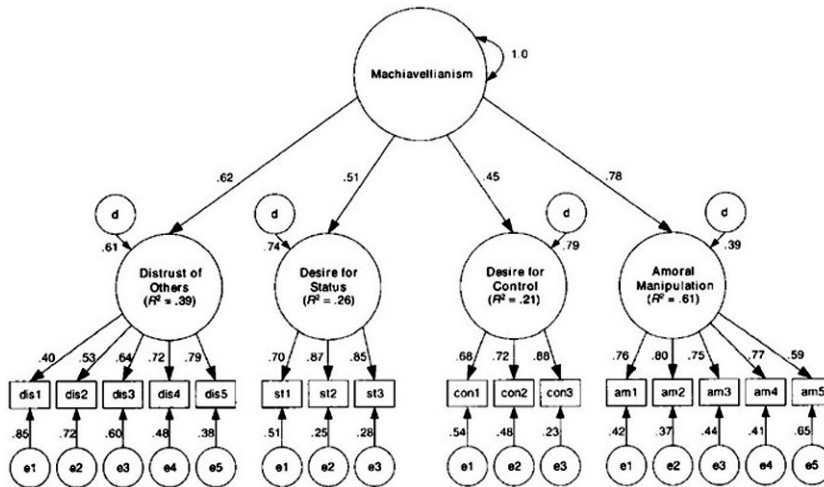 1.0
Machiavellianism
.62
.51
.45
.78
d
d
d
d
.61
.74
.79
.39
Distrust of
Others
(R² = .39)
Desire for
Status
(R² = .26)
Desire for
Control
(R² = .21)
Amoral
Manipulation
(R² = .61)
.40
.53
.64
.72
.79
.70
.87
.85
.68
.72
.88
.76
.80
.75
.77
.59
dis1
dis2
dis3
dis4
dis5
st1
st2
st3
con1
con2
con3
am1
am2
am3
am4
am5
.85
.72
.60
.48
.38
.51
.25
.28
.54
.48
.23
.42
.37
.44
.41
.65
e1
e2
e3
e4
e5
e1
e2
e3
e1
e2
e3
e1
e2
e3
e4
e5